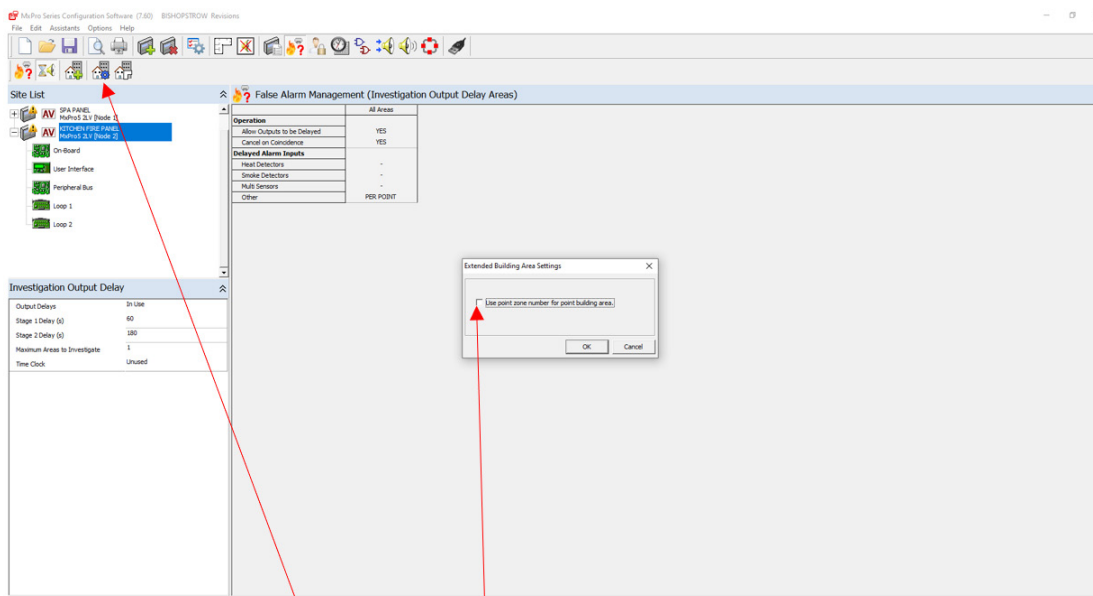 MxPro Series Configuration Software (7.60) BISHOPSTROW Revisions
File Edit Assistants Options Help
Site List
SPA PANEL
MxPro5 2LV [Node 1]
KITCHEN FIRE PANEL
MxPro5 2LV [Node 2]
On-Board
User Interface
Peripheral Bus
Loop 1
Loop 2
Investigation Output Delay
Output Delays In Use
Stage 1 Delay (s) 60
Stage 2 Delay (s) 180
Maximum Areas to Investigate 1
Time Clock Unused
False Alarm Management (Investigation Output Delay Areas)
All Areas
Operation
Allow Outputs to be Delayed YES
Cancel on Coincidence YES
Delayed Alarm Inputs
Heat Detectors -
Smoke Detectors -
Multi Sensors -
Other PER POINT
Extended Building Area Settings
Use point zone number for point building area.
OK Cancel